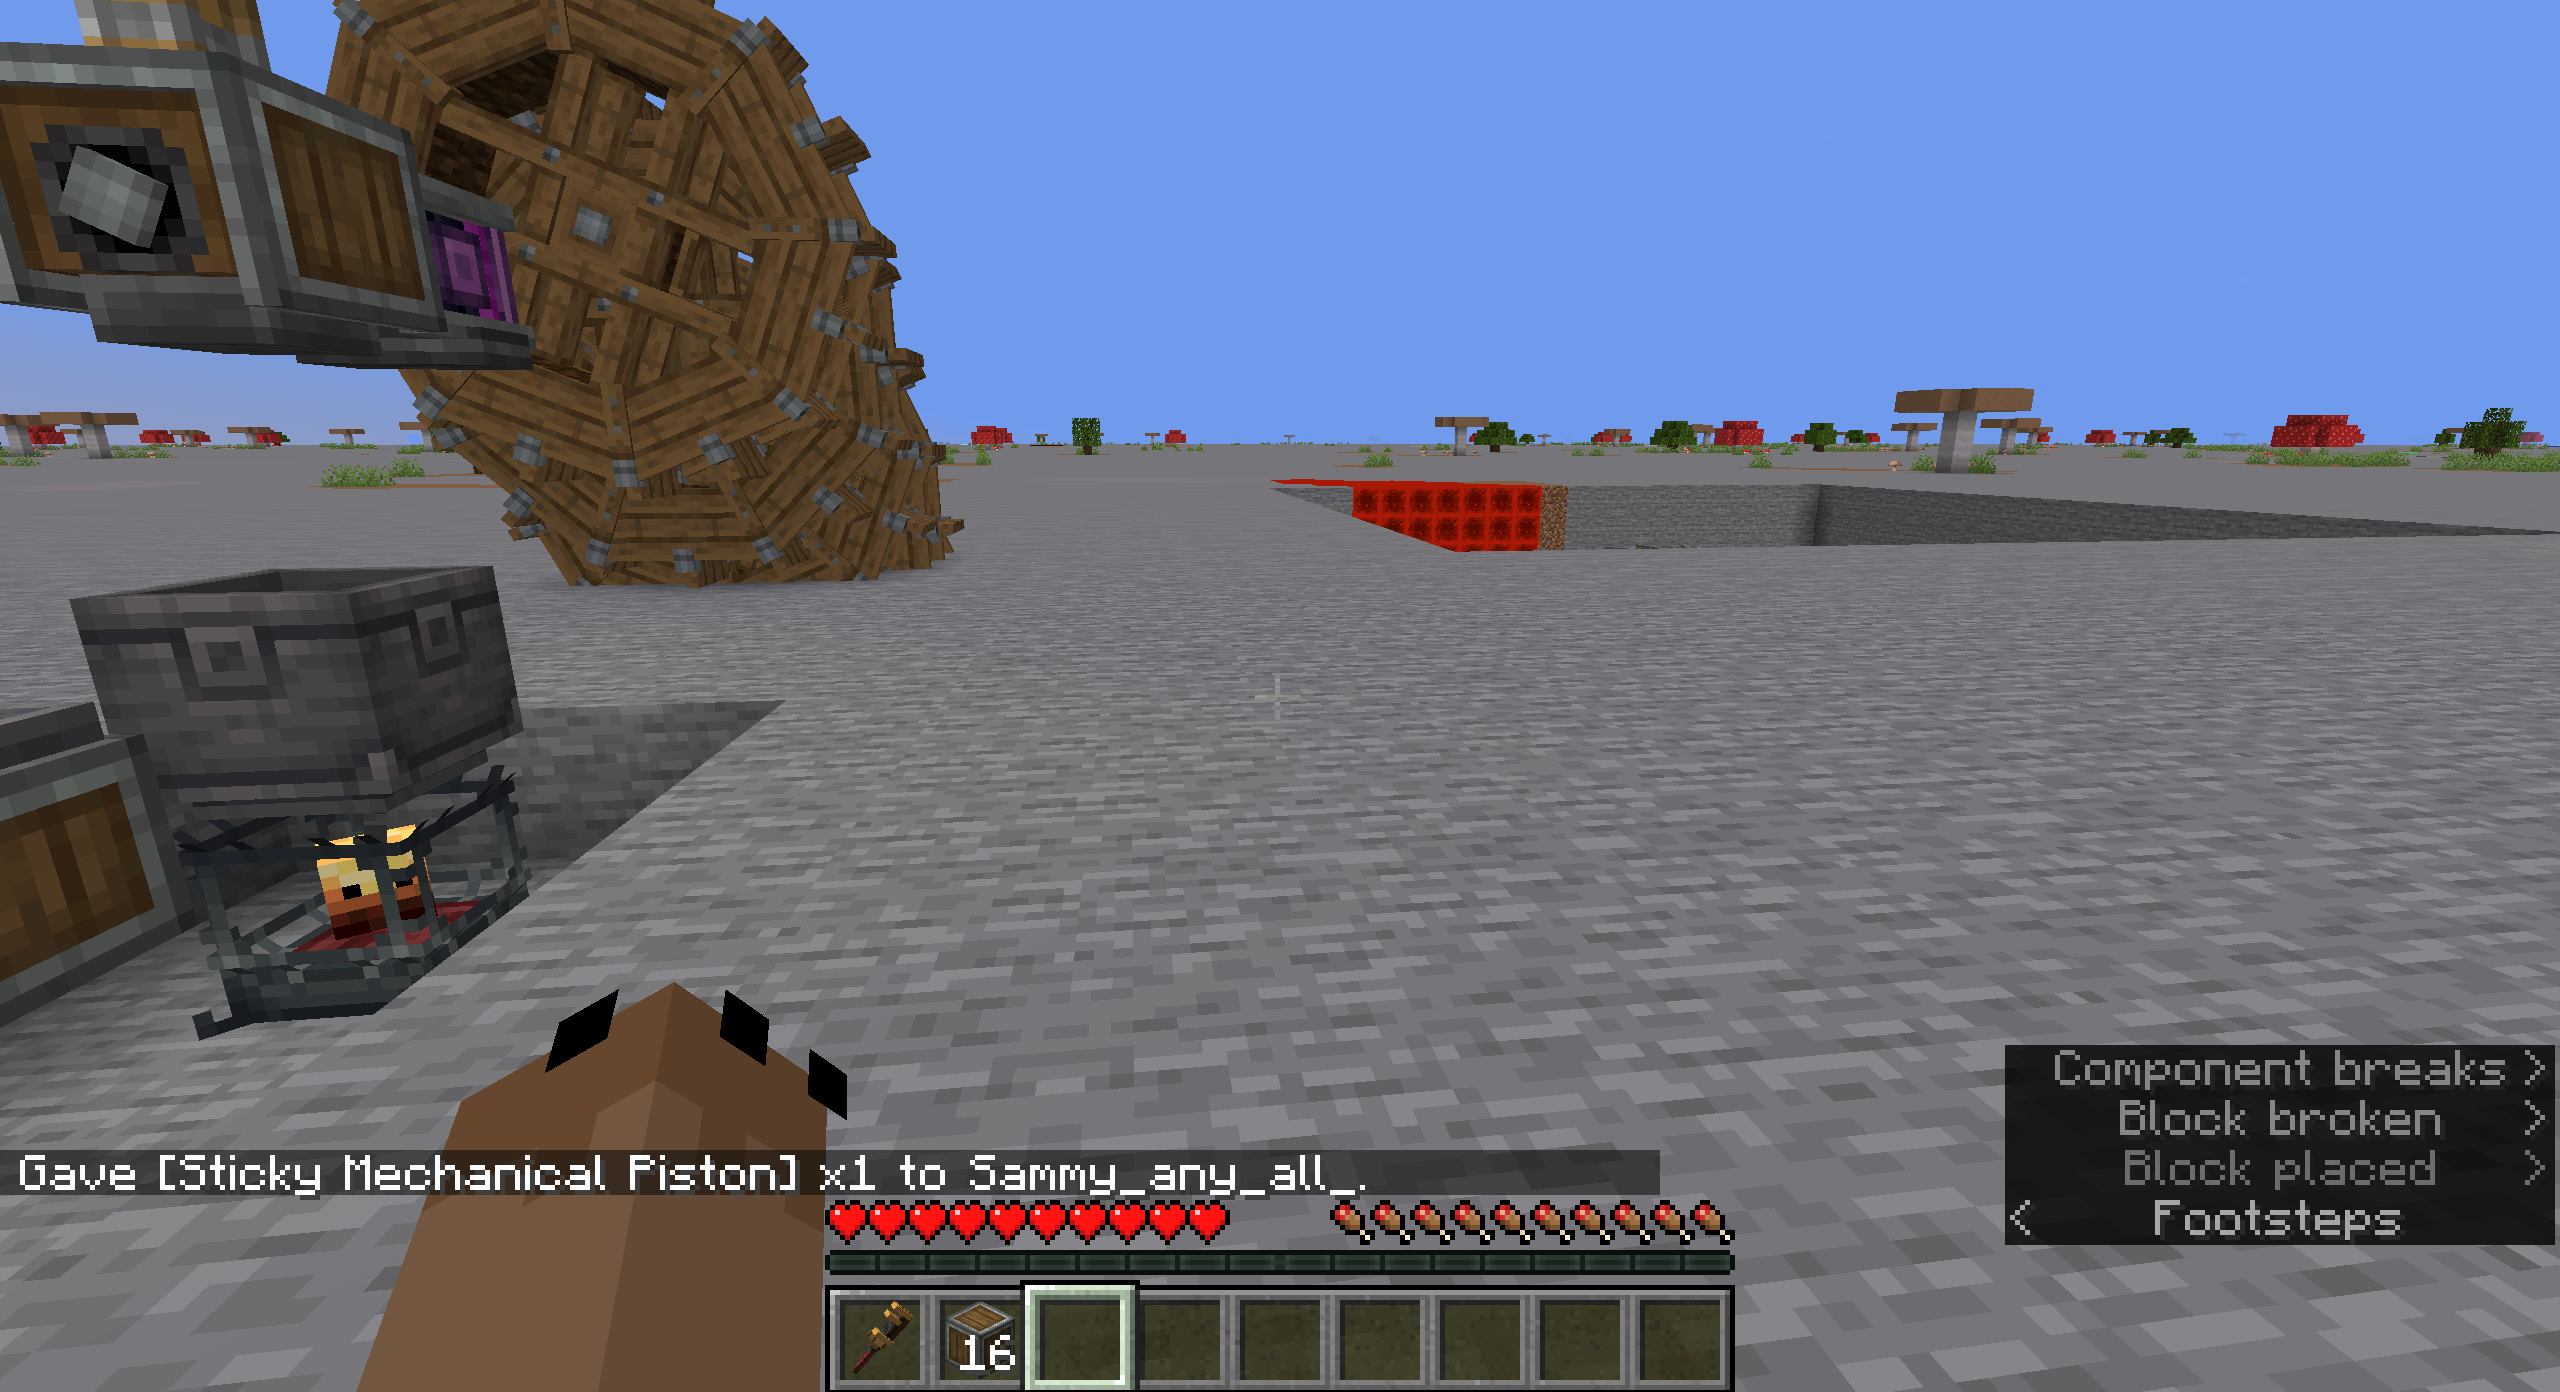 Component breaks >
Block broken >
Block placed >
Gave [Sticky Mechanical Piston] x1 to Sammy_any_all_.
< Footsteps
16